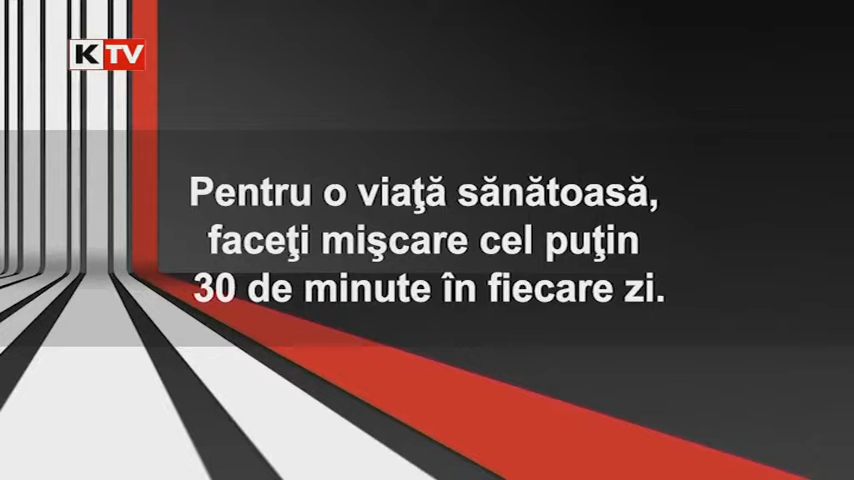 KTV
Pentru o viaţă sănătoasă,
faceţi mişcare cel puţin
30 de minute în fiecare zi.